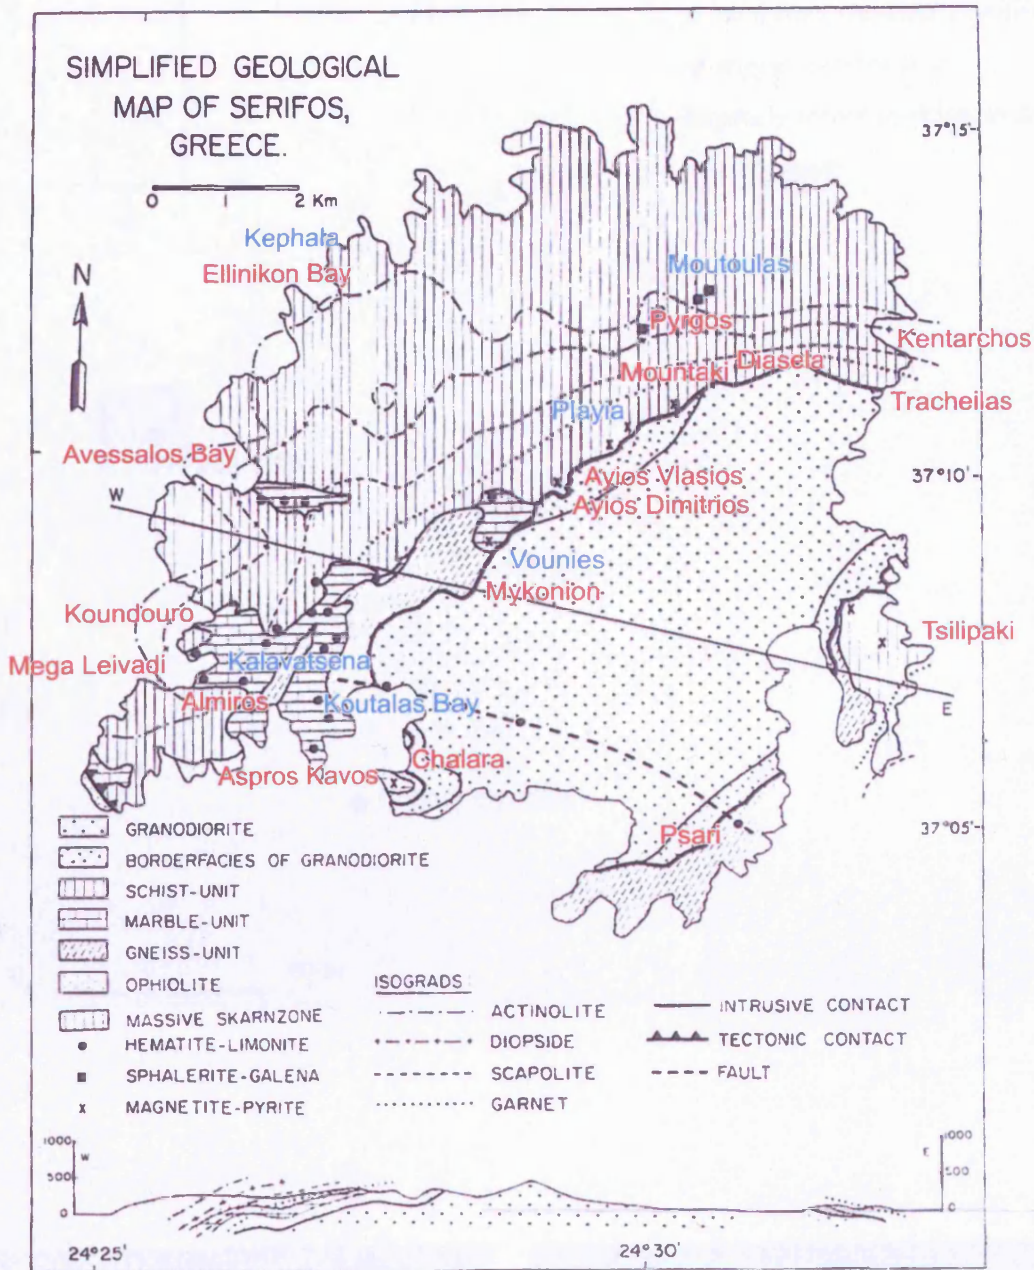 SIMPLIFIED GEOLOGICAL
MAP OF SERIFOS,
GREECE.
0 1 2 Km
N
37°15'
Kephala
Ellinikon Bay
Moutoulas
Pyrgos
Kentarchos
Mountaki
Diasela
Tracheilas
Playia
Avessalos Bay
37°10'
Ayios Vlasios
Ayios Dimitrios
W
Vounies
Mykonion
Koundouro
Tsilipaki
Mega Leivadi
Kalavatsena
Almiros
Koutalas Bay
E
Chalara
Aspros Kavos
Psari
37°05'
GRANODIORITE
BORDERFACIES OF GRANODIORITE
SCHIST-UNIT
MARBLE-UNIT
GNEISS-UNIT
OPHIOLITE
MASSIVE SKARNZONE
HEMATITE-LIMONITE
SPHALERITE-GALENA
MAGNETITE-PYRITE
ISOGRADS:
ACTINOLITE
DIOPSIDE
SCAPOLITE
GARNET
INTRUSIVE CONTACT
TECTONIC CONTACT
FAULT
1000
500
0
W
E
1000
500
0
24°25'
24°30'